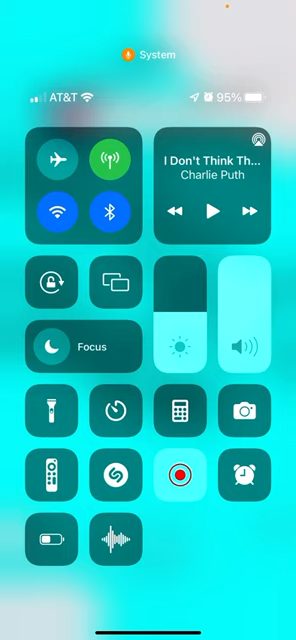 System
AT&T 95%
I Don't Think Th...
Charlie Puth
Focus